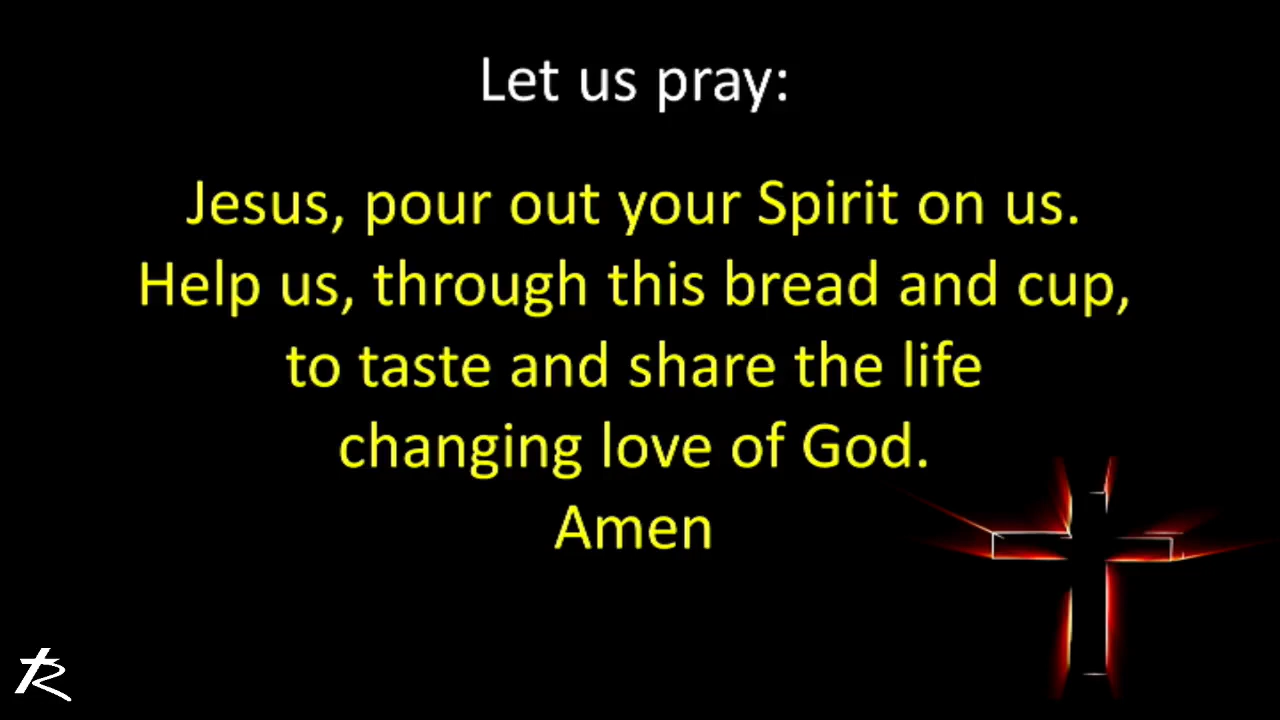 Let us pray:
Jesus, pour out your Spirit on us.
Help us, through this bread and cup,
to taste and share the life
changing love of God.
Amen